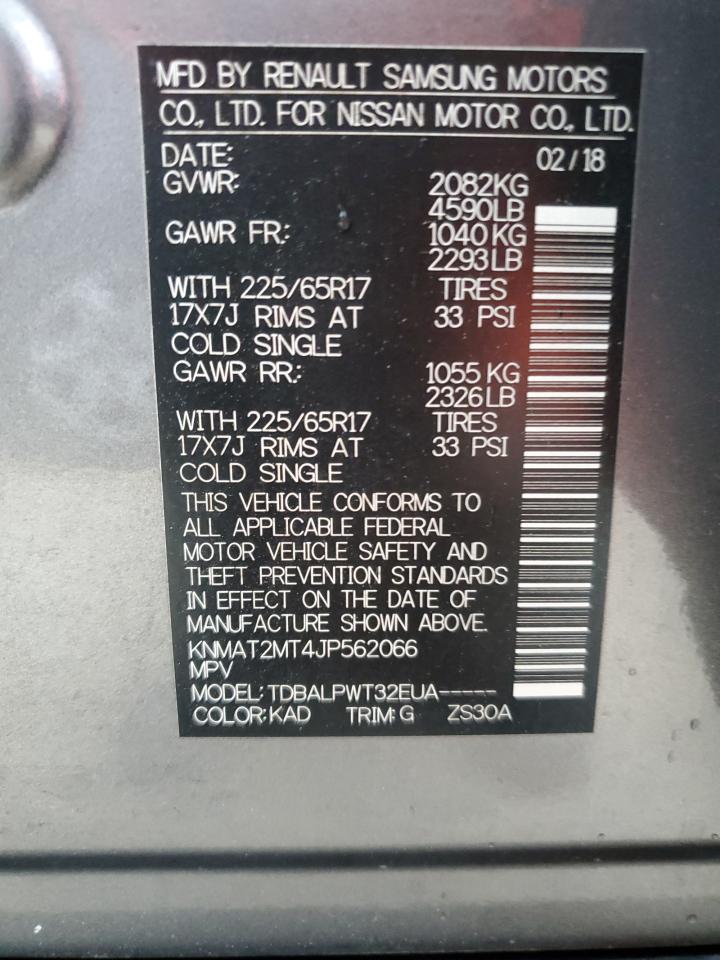 MFD BY RENAULT SAMSUNG MOTORS
CO., LTD. FOR NISSAN MOTOR CO., LTD.
DATE: 02/18
GVWR: 2082KG
4590LB
GAWR FR.: 1040KG
2293LB
WITH 225/65R17 TIRES
17X7J RIMS AT 33 PSI
COLD SINGLE
GAWR RR.: 1055KG
2326LB
WITH 225/65R17 TIRES
17X7J RIMS AT 33 PSI
COLD SINGLE
THIS VEHICLE CONFORMS TO
ALL APPLICABLE FEDERAL
MOTOR VEHICLE SAFETY AND
THEFT PREVENTION STANDARDS
IN EFFECT ON THE DATE OF
MANUFACTURE SHOWN ABOVE.
KNMAT2MT4JP562066
MPV
MODEL: TDBALPWT32EUA-----
COLOR: KAD TRIM: G ZS30A